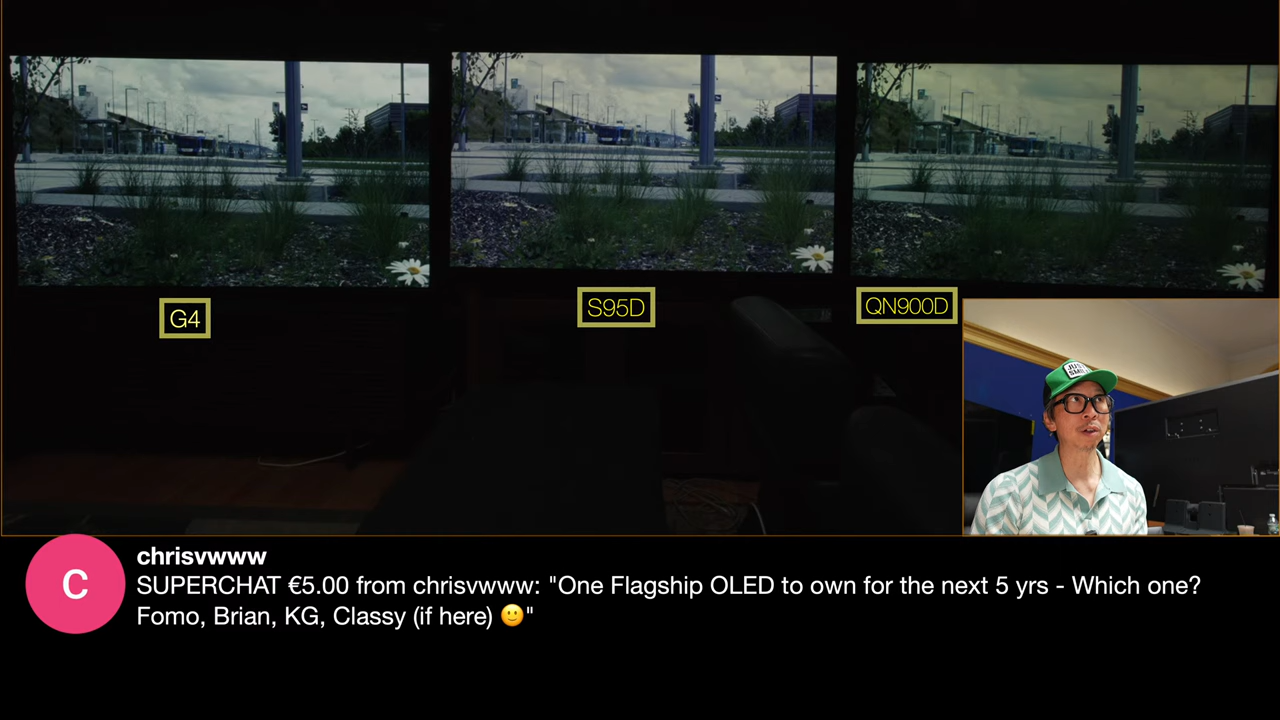 G4
S95D
QN900D
C
chrisvwww
SUPERCHAT €5.00 from chrisvwww: "One Flagship OLED to own for the next 5 yrs - Which one?
Fomo, Brian, KG, Classy (if here) 🙂"